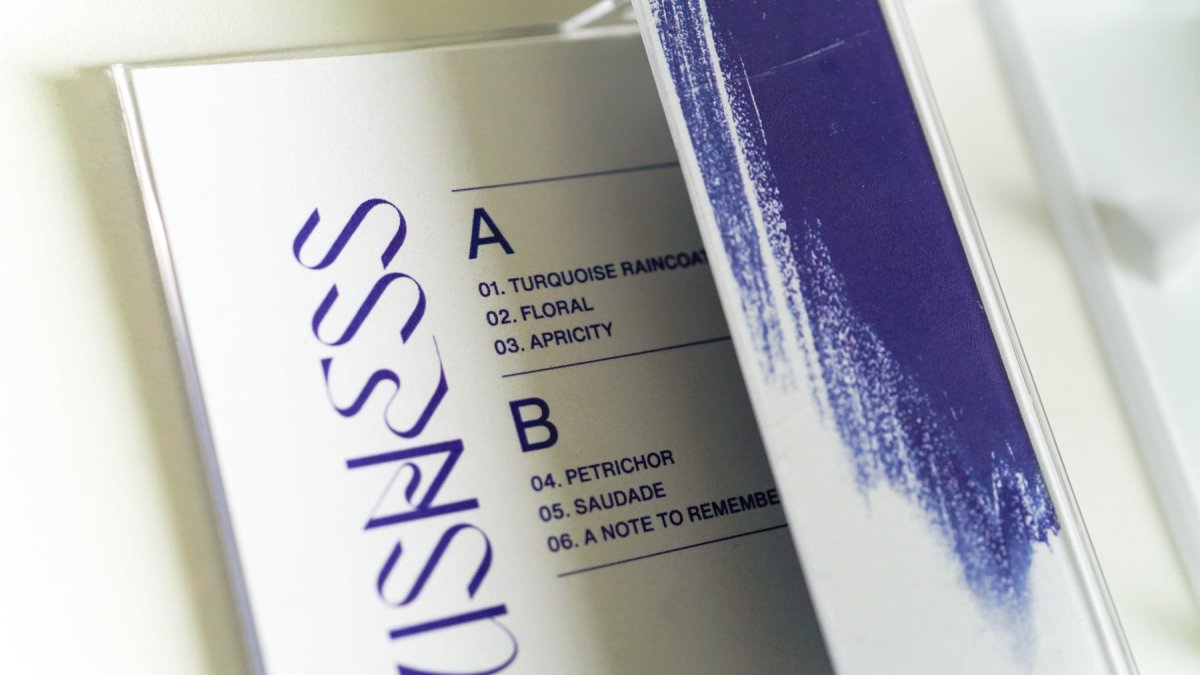 A
01. TURQUOISE RAINCOAT
02. FLORAL
03. APRICITY
B
04. PETRICHOR
05. SAUDADE
06. A NOTE TO REMEMBE